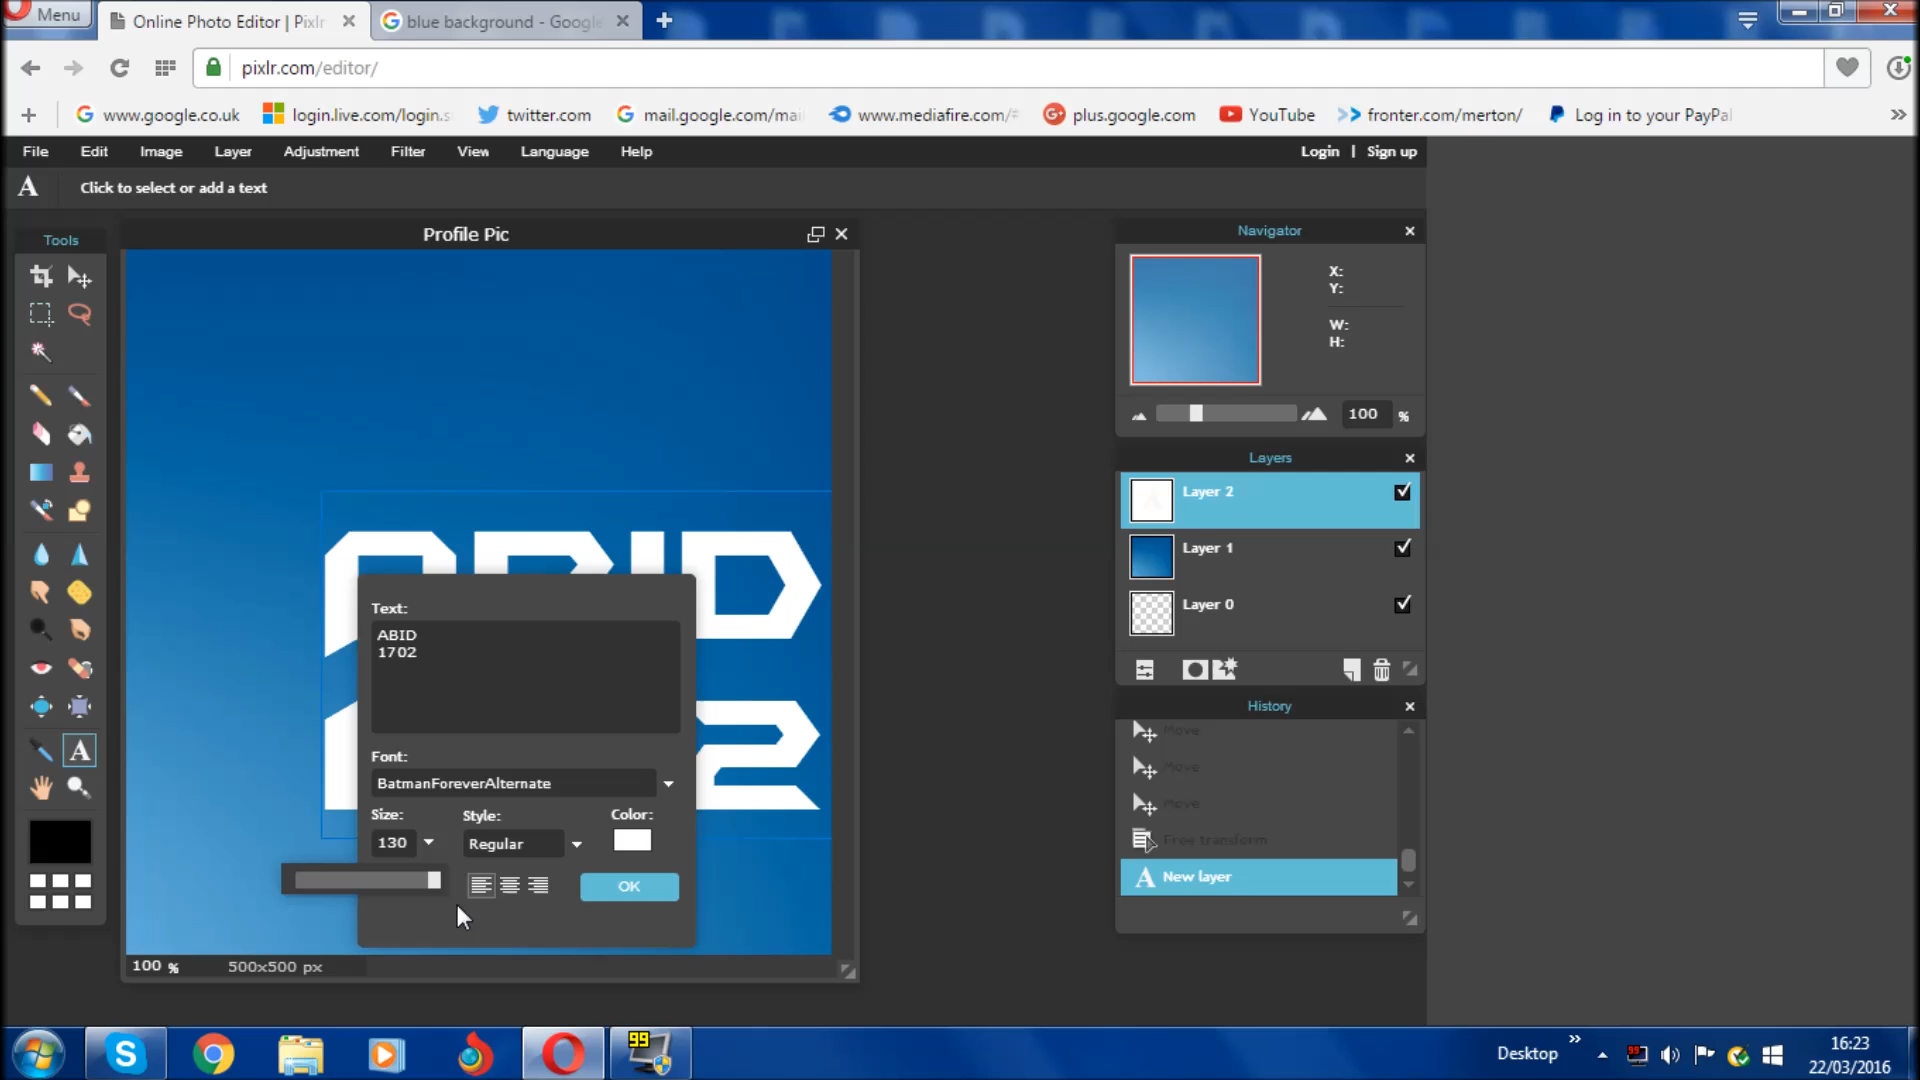 Menu
Online Photo Editor | Pixlr
blue background - Google
pixlr.com/editor/
www.google.co.uk
login.live.com/login.s
twitter.com
mail.google.com/mai
www.mediafire.com/#
plus.google.com
YouTube
fronter.com/merton/
Log in to your PayPal
File Edit Image Layer Adjustment Filter View Language Help
Login | Sign up
A
Click to select or add a text
Tools
Profile Pic
Navigator
X:
Y:
W:
H:
100 %
Layers
Layer 2
Layer 1
Layer 0
History
Move
Move
Move
Free transform
New layer
ABID
Text:
ABID
1702
Font:
BatmanForeverAlternate
Size:
Style:
Color:
130
Regular
OK
2
100 %
500x500 px
99
Desktop
99
16:23
22/03/2016